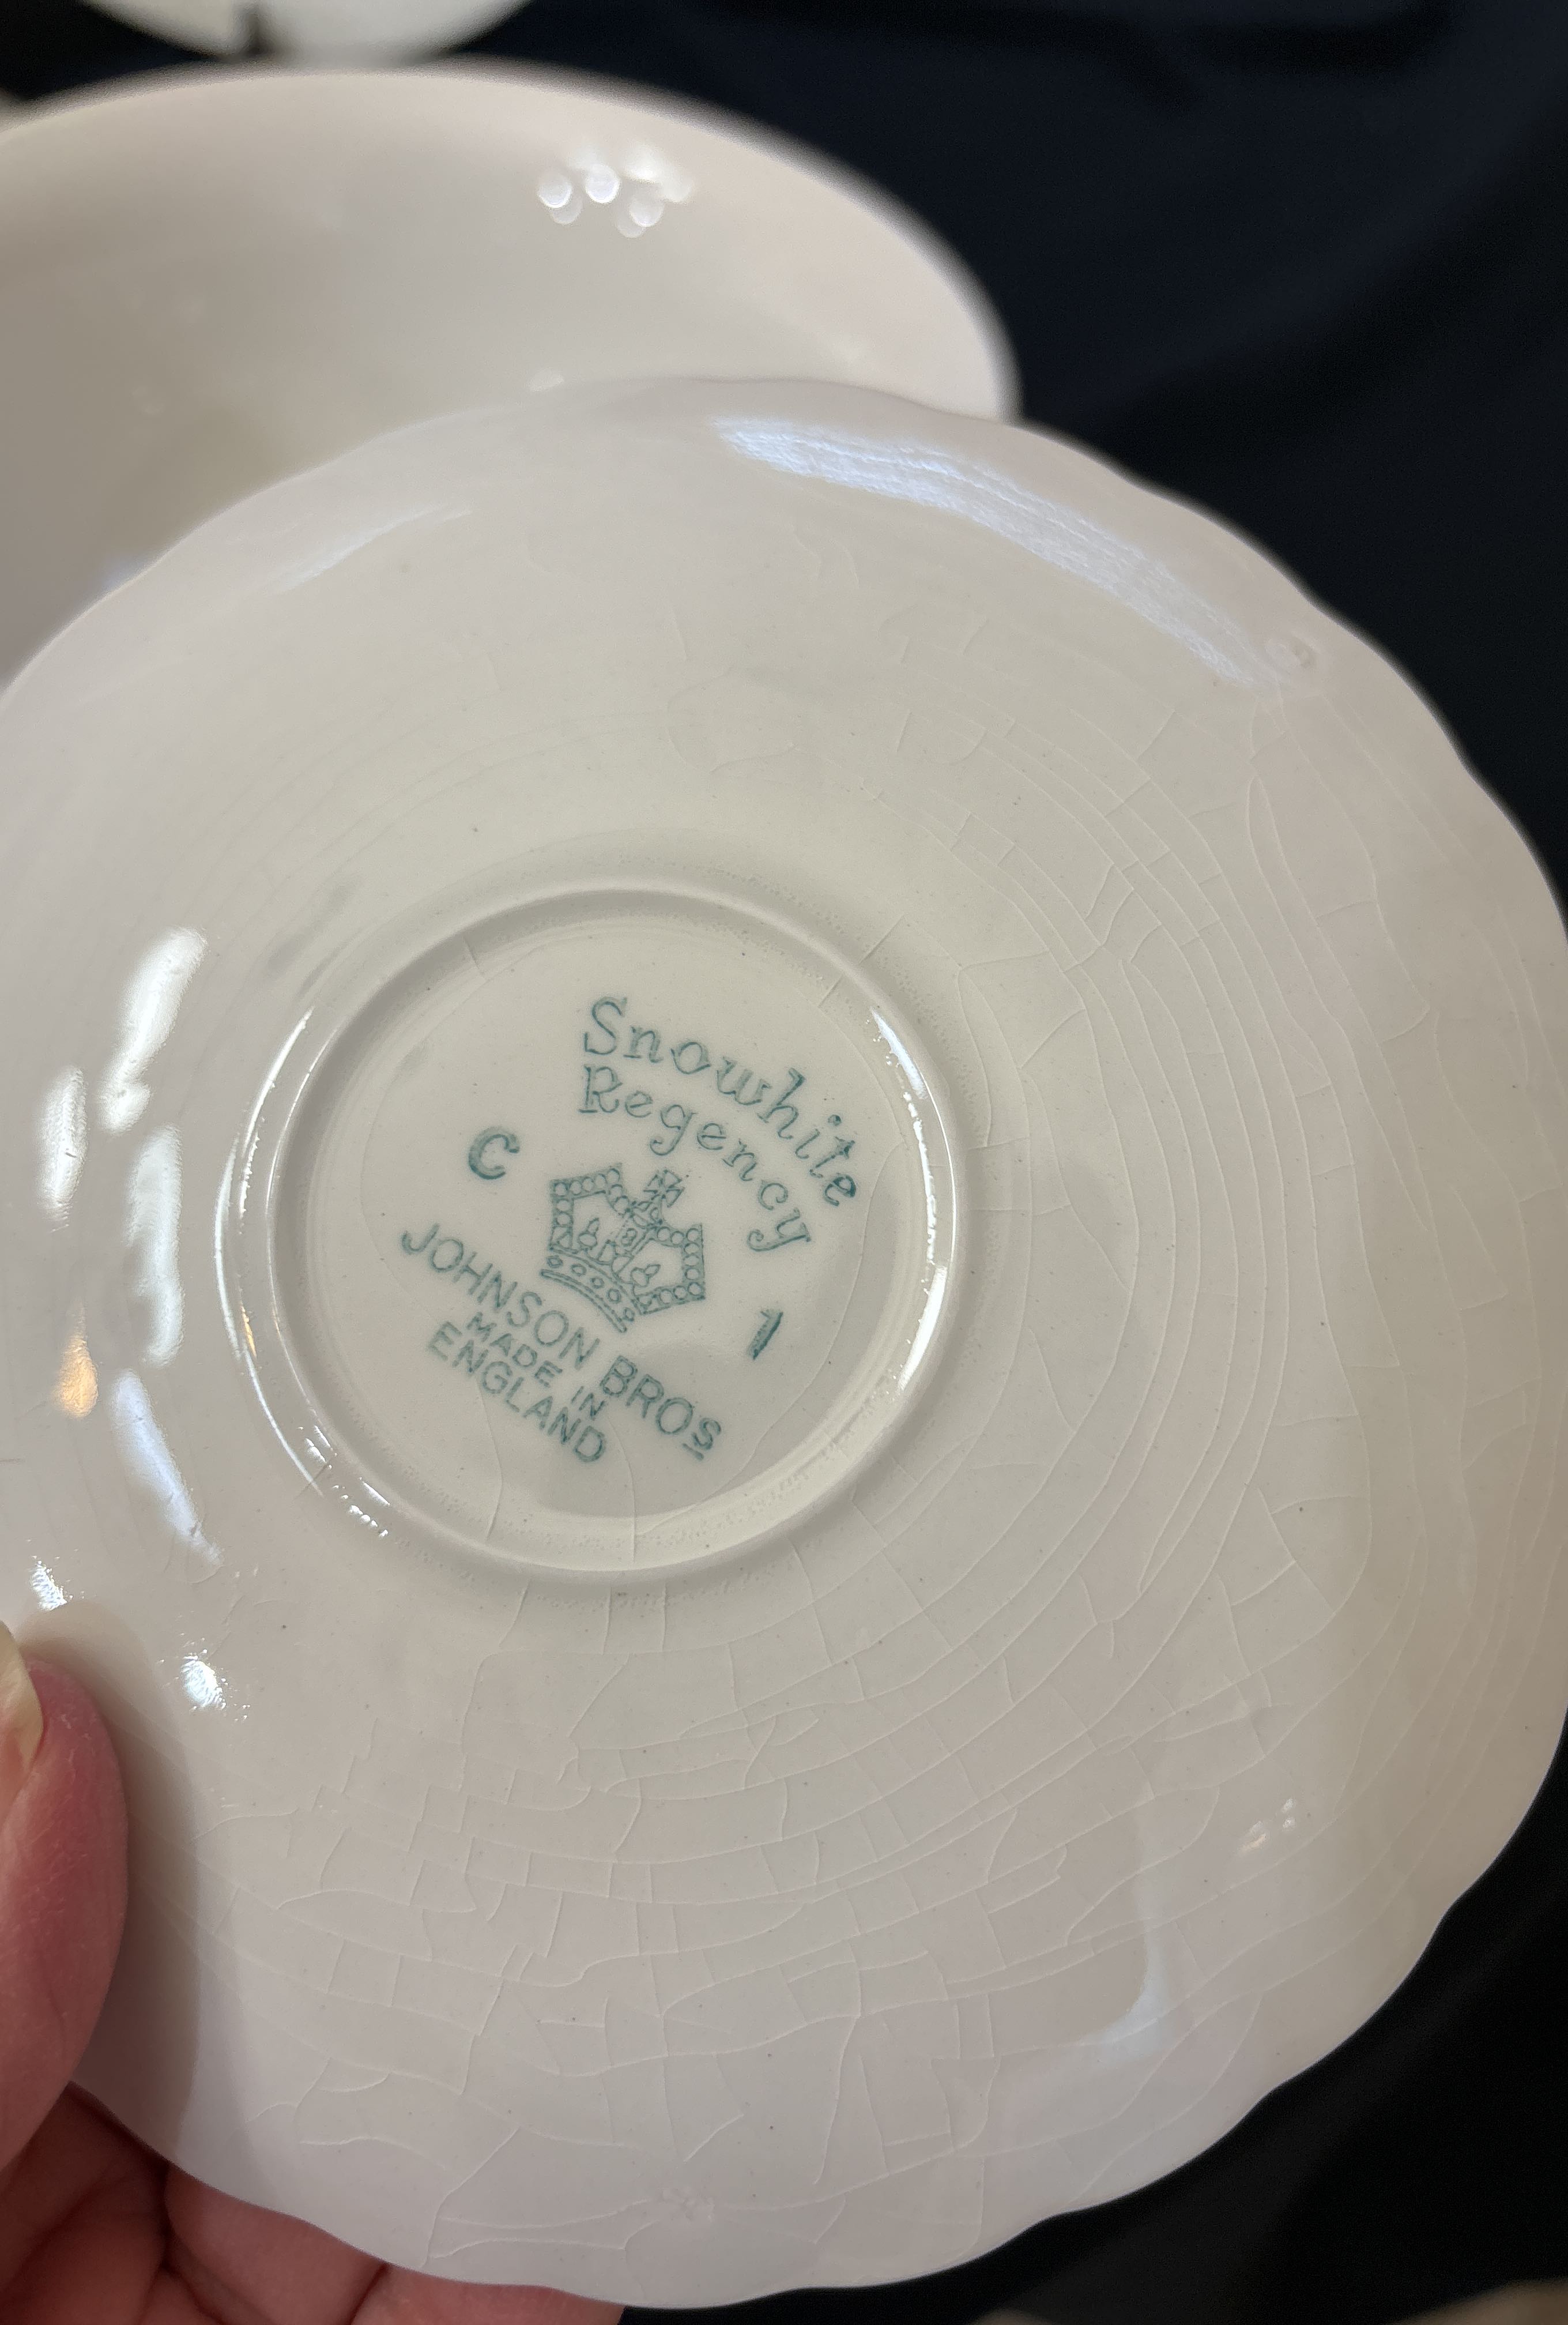 Snowhite
Regency
C
1
JOHNSON BROS
MADE IN
ENGLAND